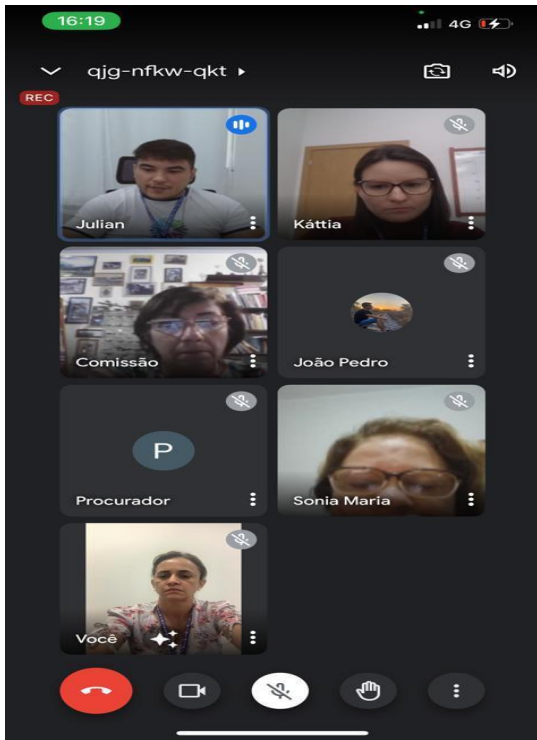 16:19
4G
qjg-nfkw-qkt
REC
Julian
Káttia
Comissão
João Pedro
P
Procurador
Sonia Maria
Você